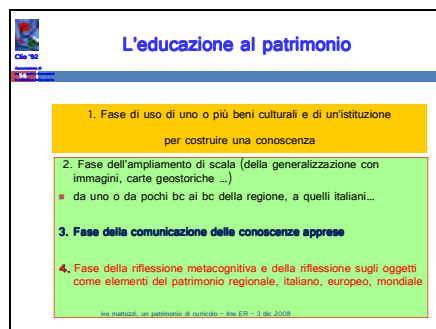 L'educazione al patrimonio
Clio '92
1. Fase di uso di uno o più beni culturali e di un'istituzione
per costruire una conoscenza
2. Fase dell'ampliamento di scala (della generalizzazione con
immagini, carte geostoriche ...)
da uno o da pochi bc ai bc della regione, a quelli italiani...
3. Fase della comunicazione delle conoscenze apprese
4. Fase della riflessione metacognitiva e della riflessione sugli oggetti
come elementi del patrimonio regionale, italiano, europeo, mondiale
ivo mattozzi, un patrimonio di curricolo - Irre ER - 3 dic 2008